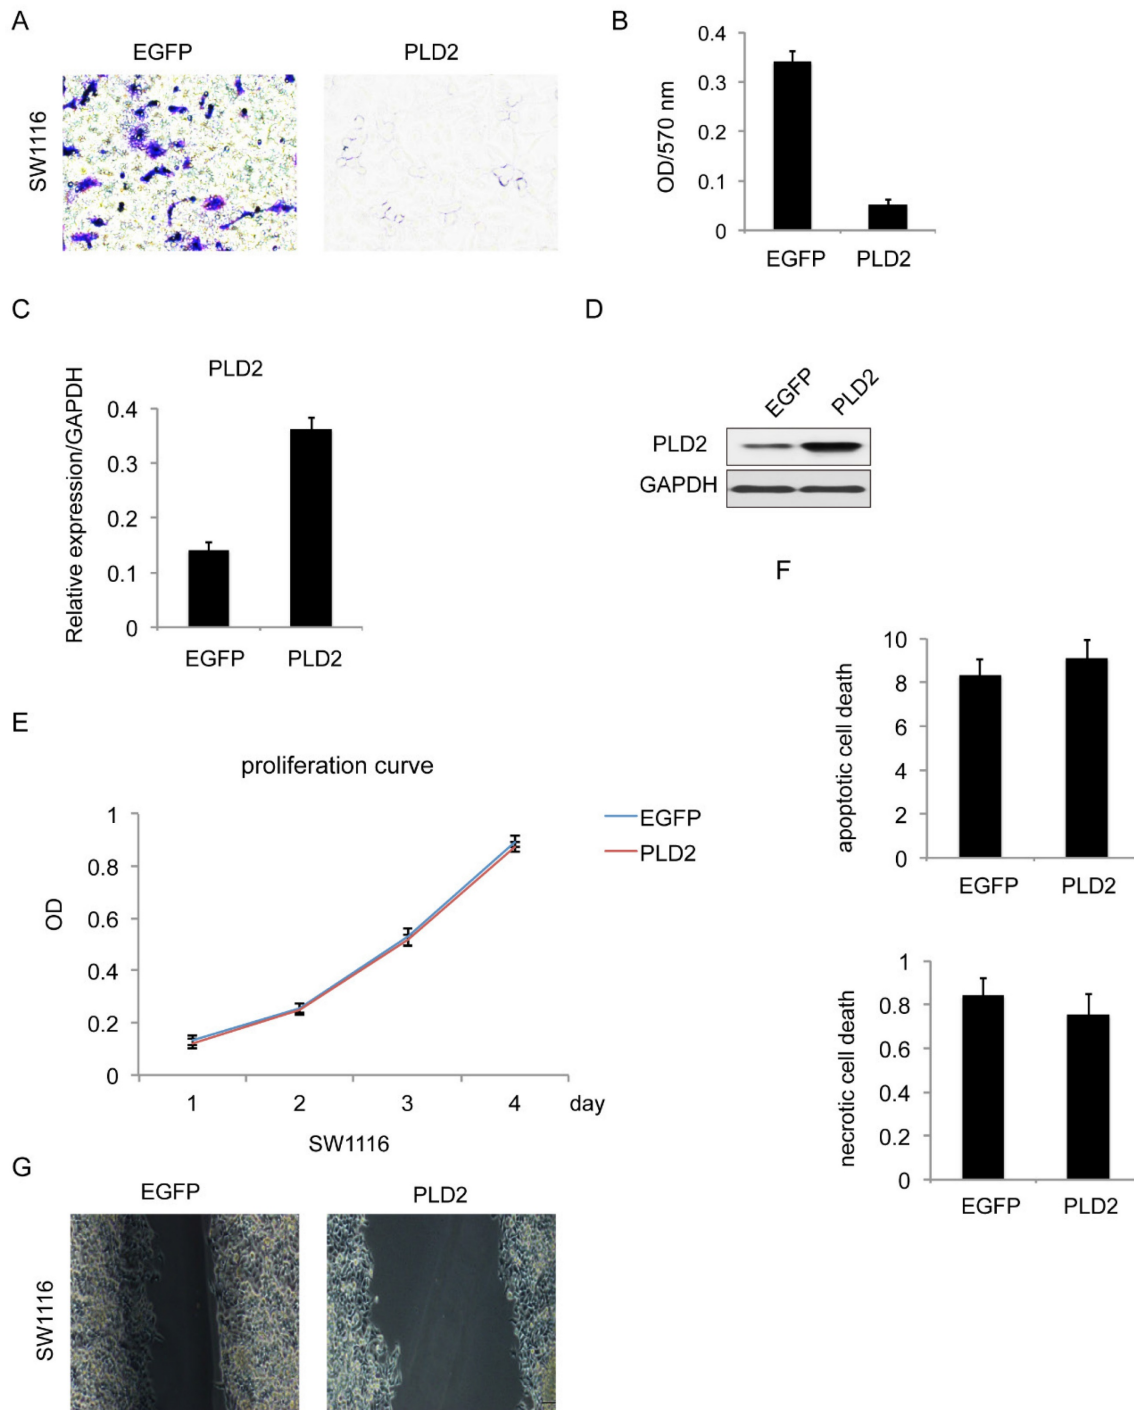 A
EGFP
PLD2
SW1116
B
0.4
0.3
0.2
0.1
0
OD/570 nm
EGFP
PLD2
C
PLD2
Relative expression/GAPDH
0.4
0.3
0.2
0.1
0
EGFP
PLD2
D
EGFP
PLD2
PLD2
GAPDH
E
proliferation curve
OD
1
0.8
0.6
0.4
0.2
0
1
2
3
4
day
SW1116
EGFP
PLD2
F
apoptotic cell death
10
8
6
4
2
0
EGFP
PLD2
necrotic cell death
1
0.8
0.6
0.4
0.2
0
EGFP
PLD2
G
EGFP
PLD2
SW1116